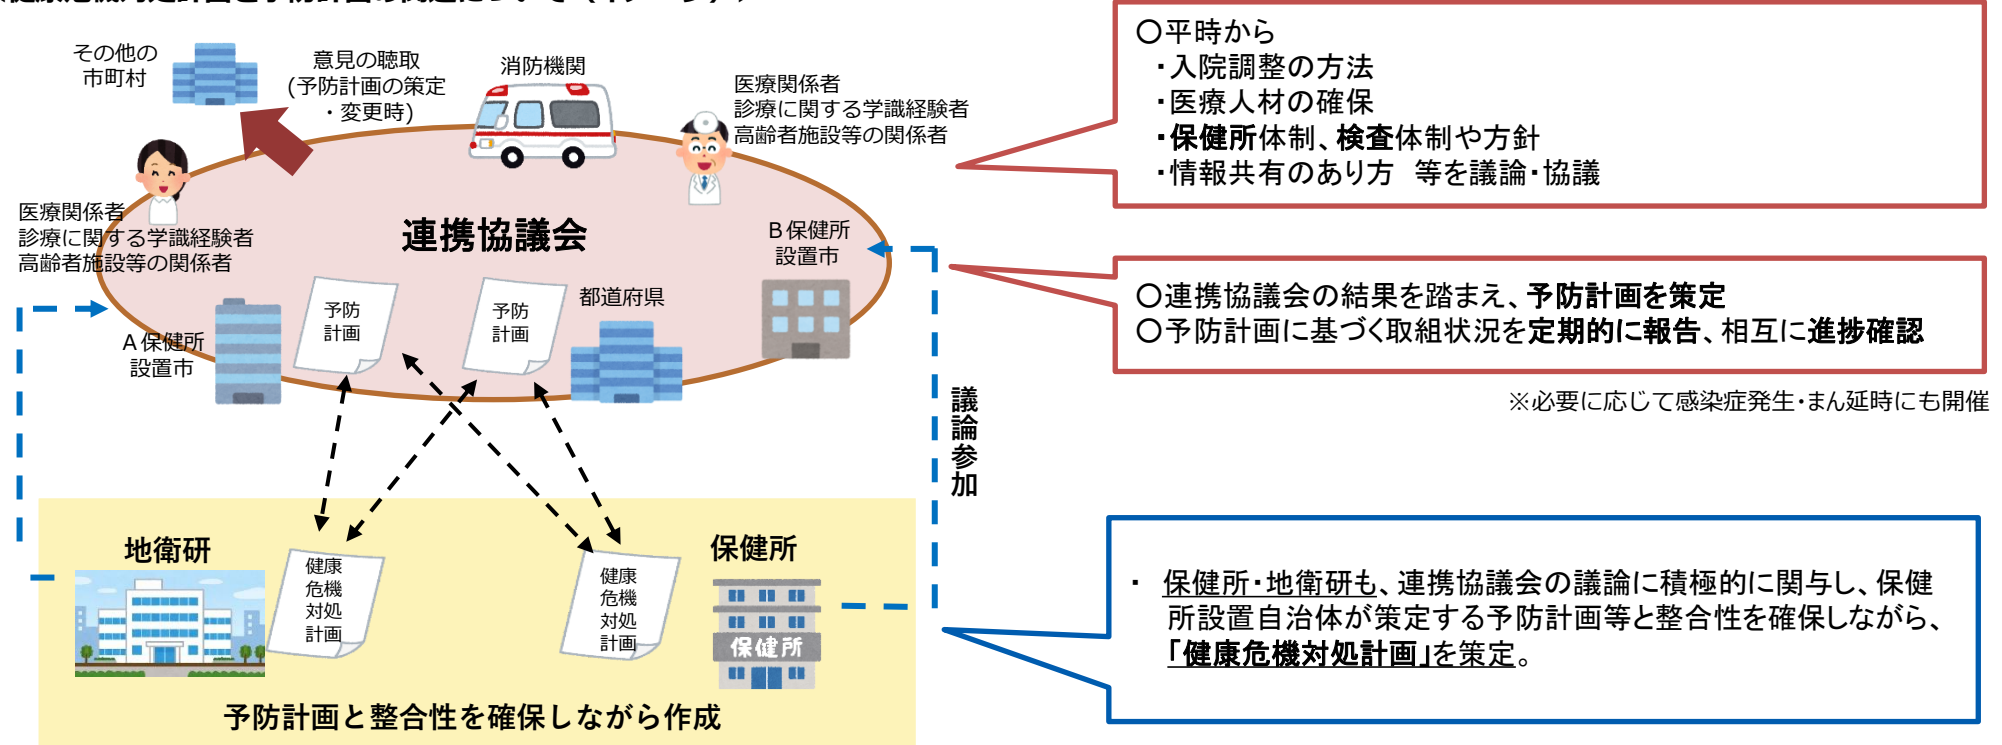 その他の
市町村
意見の聴取
(予防計画の策定
・変更時)
消防機関
医療関係者
診療に関する学識経験者
高齢者施設等の関係者
医療関係者
診療に関する学識経験者
高齢者施設等の関係者
連携協議会
B保健所
設置市
予防
計画
予防
計画
都道府県
A保健所
設置市
〇平時から
・入院調整の方法
・医療人材の確保
・保健所体制、検査体制や方針
・情報共有のあり方 等を議論・協議
〇連携協議会の結果を踏まえ、予防計画を策定
〇予防計画に基づく取組状況を定期的に報告、相互に進捗確認
※必要に応じて感染症発生・まん延時にも開催
議論参加
地衛研
健康
危機
対処
計画
健康
危機
対処
計画
保健所
保健所
予防計画と整合性を確保しながら作成
・ 保健所・地衛研も、連携協議会の議論に積極的に関与し、保健
所設置自治体が策定する予防計画等と整合性を確保しながら、
「健康危機対処計画」を策定。